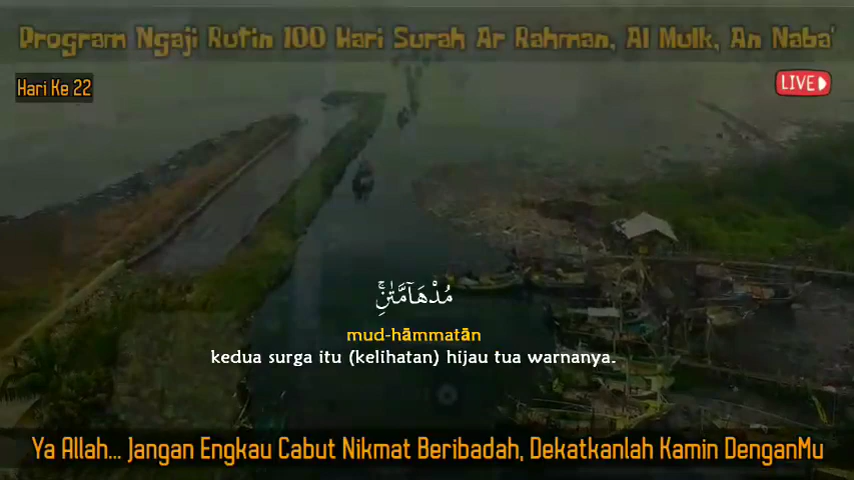 Program Ngaji Rutin 100 Hari Surah Ar Rahman, Al Mulk, An Naba'
Hari Ke 22
LIVE
مُدْهَاۤمَّتٰنِۚ
mud-hāmmatān
kedua surga itu (kelihatan) hijau tua warnanya.
Ya Allah... Jangan Engkau Cabut Nikmat Beribadah, Dekatkanlah Kamin DenganMu